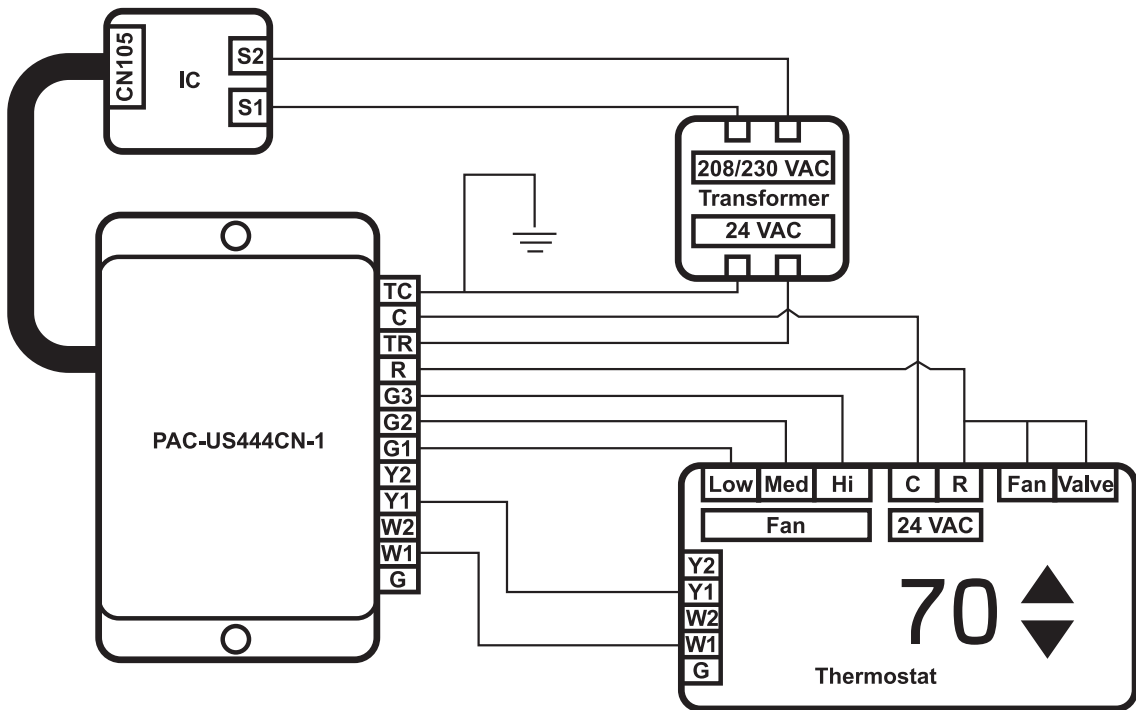 CN105
IC
S2
S1
208/230 VAC
Transformer
24 VAC
PAC-US444CN-1
TC
C
TR
R
G3
G2
G1
Y2
Y1
W2
W1
G
Low Med Hi C R Fan Valve
Fan 24 VAC
Y2
Y1
W2
W1
G
70
Thermostat